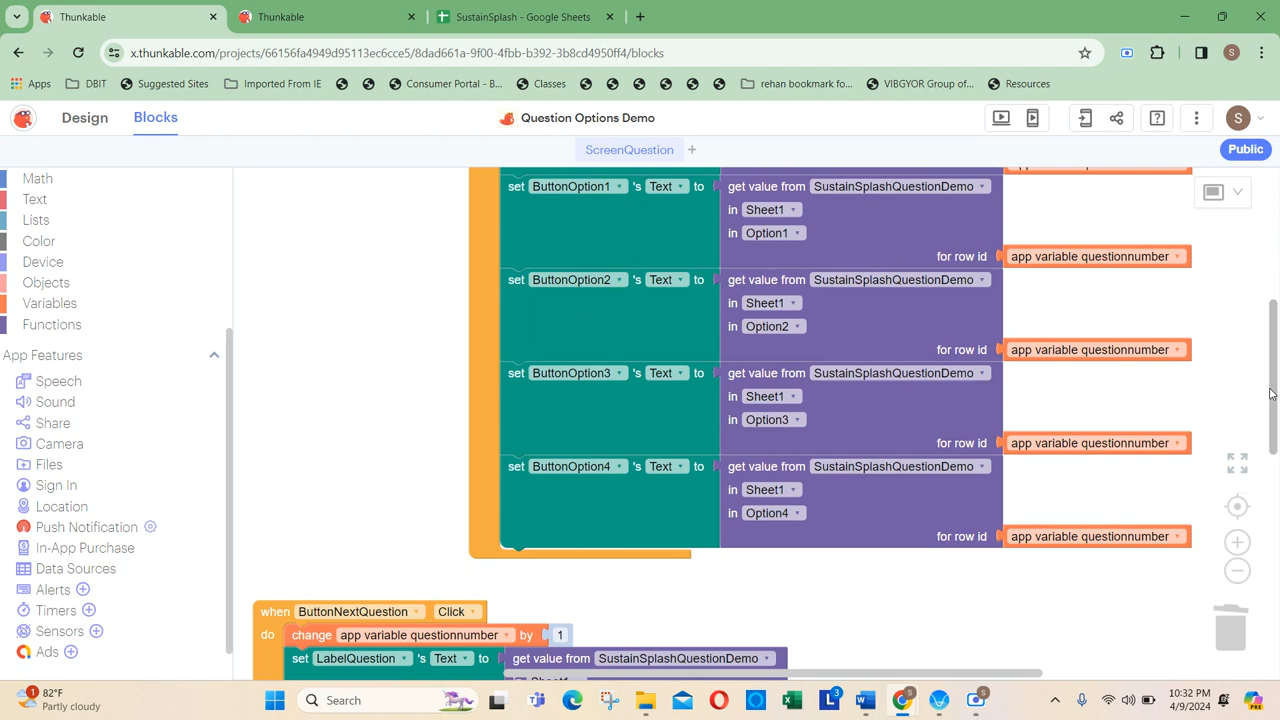 Thunkable
Thunkable
SustainSplash - Google Sheets
x.thunkable.com/projects/66156fa4949d95113ec6cce5/8dad661a-9f00-4fbb-b392-3b8cd4950ff4/blocks
S
Apps
DBIT
Suggested Sites
Imported From IE
Consumer Portal - B...
Classes
rehan bookmark fo...
VIBGYOR Group of...
Resources
Design
Blocks
Question Options Demo
S
ScreenQuestion
Public
Math
Text
Lists
Color
Device
Objects
Variables
Functions
App Features
Speech
Sound
Share
Camera
Files
Sign In
Location
Push Notification
In-App Purchase
Data Sources
Alerts
Timers
Sensors
Ads
set ButtonOption1 's Text to get value from SustainSplashQuestionDemo
in Sheet1
in Option1
for row id app variable questionnumber
set ButtonOption2 's Text to get value from SustainSplashQuestionDemo
in Sheet1
in Option2
for row id app variable questionnumber
set ButtonOption3 's Text to get value from SustainSplashQuestionDemo
in Sheet1
in Option3
for row id app variable questionnumber
set ButtonOption4 's Text to get value from SustainSplashQuestionDemo
in Sheet1
in Option4
for row id app variable questionnumber
when ButtonNextQuestion Click
do change app variable questionnumber by 1
set LabelQuestion 's Text to get value from SustainSplashQuestionDemo
1
82°F
Partly cloudy
Search
3
10:32 PM
4/9/2024